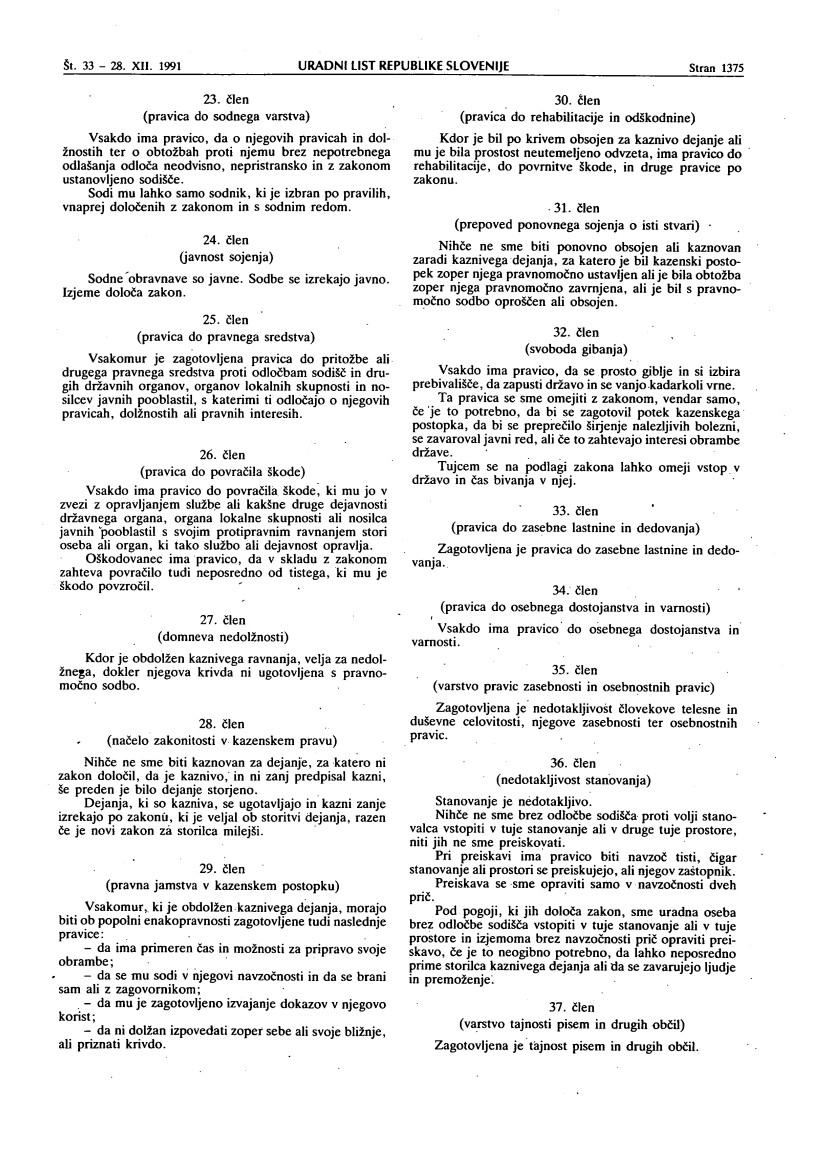 Št. 33 – 28. XII. 1991
URADNI LIST REPUBLIKE SLOVENIJE
Stran 1375
23. člen
(pravica do sodnega varstva)
Vsakdo ima pravico, da o njegovih pravicah in dol-
žnostih ter o obtožbah proti njemu brez nepotrebnega
odlašanja odloča neodvisno, nepristransko in z zakonom
ustanovljeno sodišče.
Sodi mu lahko samo sodnik, ki je izbran po pravilih,
vnaprej določenih z zakonom in s sodnim redom.
24. člen
(javnost sojenja)
Sodne obravnave so javne. Sodbe se izrekajo javno.
Izjeme določa zakon.
25. člen
(pravica do pravnega sredstva)
Vsakomur je zagotovljena pravica do pritožbe ali
drugega pravnega sredstva proti odločbam sodišč in dru-
gih državnih organov, organov lokalnih skupnosti in no-
silcev javnih pooblastil, s katerimi ti odločajo o njegovih
pravicah, dolžnostih ali pravnih interesih.
26. člen
(pravica do povračila škode)
Vsakdo ima pravico do povračila škode, ki mu jo v
zvezi z opravljanjem službe ali kakšne druge dejavnosti
državnega organa, organa lokalne skupnosti ali nosilca
javnih pooblastil s svojim protipravnim ravnanjem stori
oseba ali organ, ki tako službo ali dejavnost opravlja.
Oškodovanec ima pravico, da v skladu z zakonom
zahteva povračilo tudi neposredno od tistega, ki mu je
škodo povzročil.
27. člen
(domneva nedolžnosti)
Kdor je obdolžen kaznivega ravnanja, velja za nedol-
žnega, dokler njegova krivda ni ugotovljena s pravno-
močno sodbo.
28. člen
(načelo zakonitosti v kazenskem pravu)
Nihče ne sme biti kaznovan za dejanje, za katero ni
zakon določil, da je kaznivo, in ni zanj predpisal kazni,
še preden je bilo dejanje storjeno.
Dejanja, ki so kazniva, se ugotavljajo in kazni zanje
izrekajo po zakonu, ki je veljal ob storitvi dejanja, razen
če je novi zakon za storilca milejši.
29. člen
(pravna jamstva v kazenskem postopku)
Vsakomur, ki je obdolžen kaznivega dejanja, morajo
biti ob popolni enakopravnosti zagotovljene tudi naslednje
pravice:
– da ima primeren čas in možnosti za pripravo svoje
obrambe;
– da se mu sodi v njegovi navzočnosti in da se brani
sam ali z zagovornikom;
– da mu je zagotovljeno izvajanje dokazov v njegovo
korist;
– da ni dolžan izpovedati zoper sebe ali svoje bližnje,
ali priznati krivdo.
30. člen
(pravica do rehabilitacije in odškodnine)
Kdor je bil po krivem obsojen za kaznivo dejanje ali
mu je bila prostost neutemeljeno odvzeta, ima pravico do
rehabilitacije, do povrnitve škode, in druge pravice po
zakonu.
31. člen
(prepoved ponovnega sojenja o isti stvari)
Nihče ne sme biti ponovno obsojen ali kaznovan
zaradi kaznivega dejanja, za katero je bil kazenski posto-
pek zoper njega pravnomočno ustavljen ali je bila obtožba
zoper njega pravnomočno zavrnjena, ali je bil s pravno-
močno sodbo oproščen ali obsojen.
32. člen
(svoboda gibanja)
Vsakdo ima pravico, da se prosto giblje in si izbira
prebivališče, da zapusti državo in se vanjo kadarkoli vrne.
Ta pravica se sme omejiti z zakonom, vendar samo,
če je to potrebno, da bi se zagotovil potek kazenskega
postopka, da bi se preprečilo širjenje nalezljivih bolezni,
se zavaroval javni red, ali če to zahtevajo interesi obrambe
države.
Tujcem se na podlagi zakona lahko omeji vstop v
državo in čas bivanja v njej.
33. člen
(pravica do zasebne lastnine in dedovanja)
Zagotovljena je pravica do zasebne lastnine in dedo-
vanja.
34. člen
(pravica do osebnega dostojanstva in varnosti)
Vsakdo ima pravico do osebnega dostojanstva in
varnosti.
35. člen
(varstvo pravic zasebnosti in osebnostnih pravic)
Zagotovljena je nedotakljivost človekove telesne in
duševne celovitosti, njegove zasebnosti ter osebnostnih
pravic.
36. člen
(nedotakljivost stanovanja)
Stanovanje je nedotakljivo.
Nihče ne sme brez odločbe sodišča proti volji stano-
valca vstopiti v tuje stanovanje ali v druge tuje prostore,
niti jih ne sme preiskovati.
Pri preiskavi ima pravico biti navzoč tisti, čigar
stanovanje ali prostori se preiskujejo, ali njegov zastopnik.
Preiskava se sme opraviti samo v navzočnosti dveh
prič.
Pod pogoji, ki jih določa zakon, sme uradna oseba
brez odločbe sodišča vstopiti v tuje stanovanje ali v tuje
prostore in izjemoma brez navzočnosti prič opraviti prei-
skavo, če je to neogibno potrebno, da lahko neposredno
prime storilca kaznivega dejanja ali da se zavarujejo ljudje
in premoženje.
37. člen
(varstvo tajnosti pisem in drugih občil)
Zagotovljena je tajnost pisem in drugih občil.